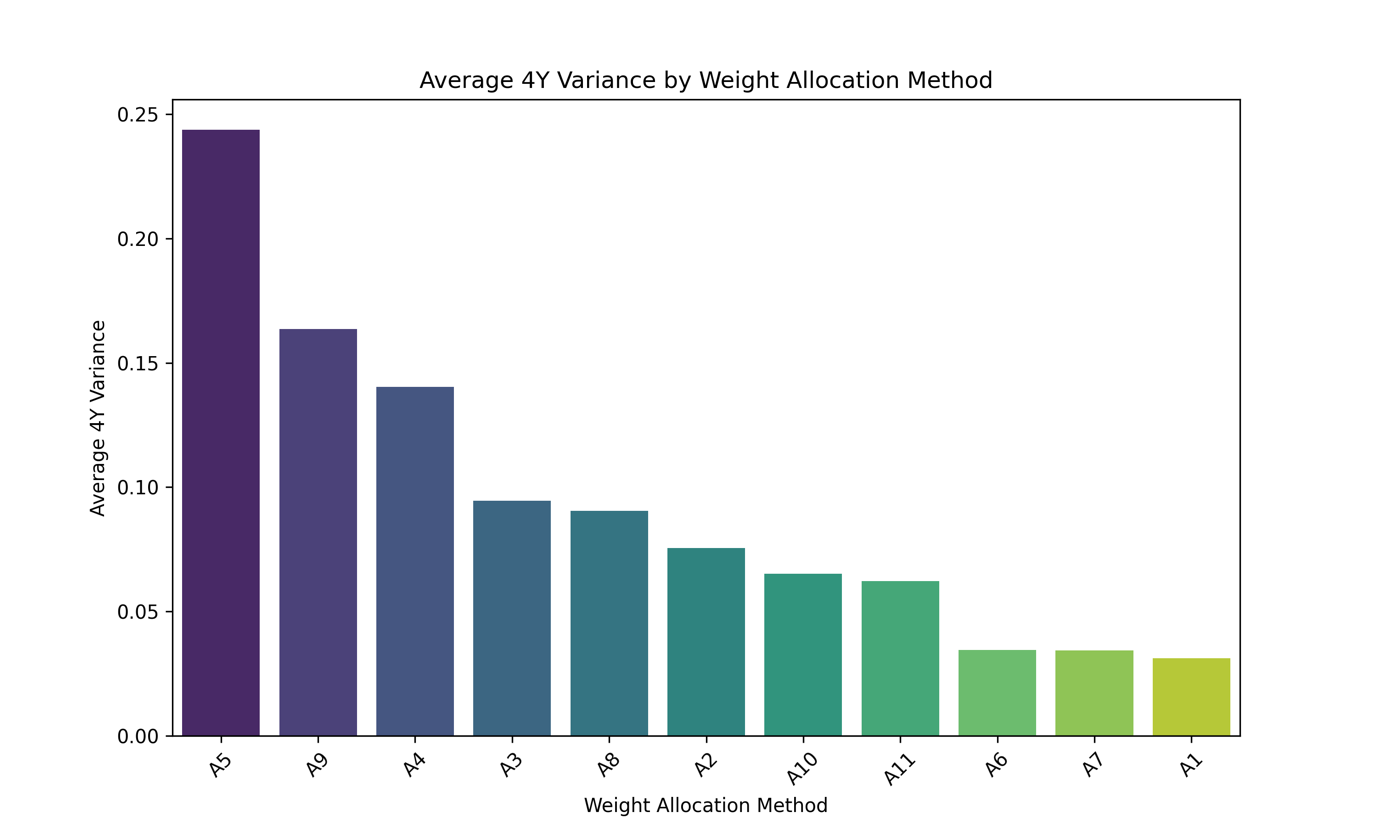 Average 4Y Variance by Weight Allocation Method
Average 4Y Variance
0.25
0.20
0.15
0.10
0.05
0.00
A5 A9 A4 A3 A8 A2 A10 A11 A6 A7 A1
Weight Allocation Method